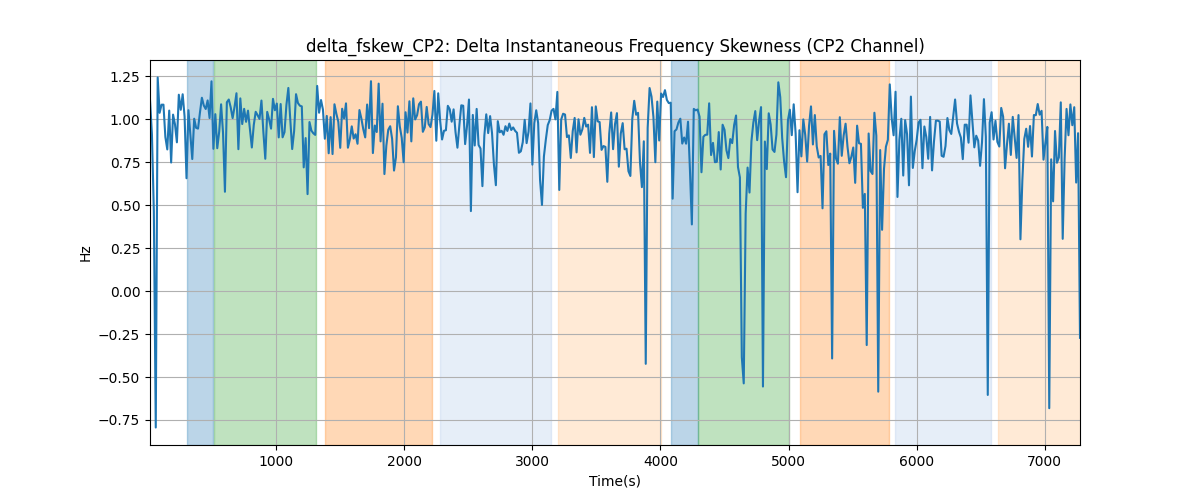 delta_fskew_CP2: Delta Instantaneous Frequency Skewness (CP2 Channel)
1.25
1.00
0.75
0.50
0.25
0.00
−0.25
−0.50
−0.75
Hz
1000 2000 3000 4000 5000 6000 7000
Time(s)